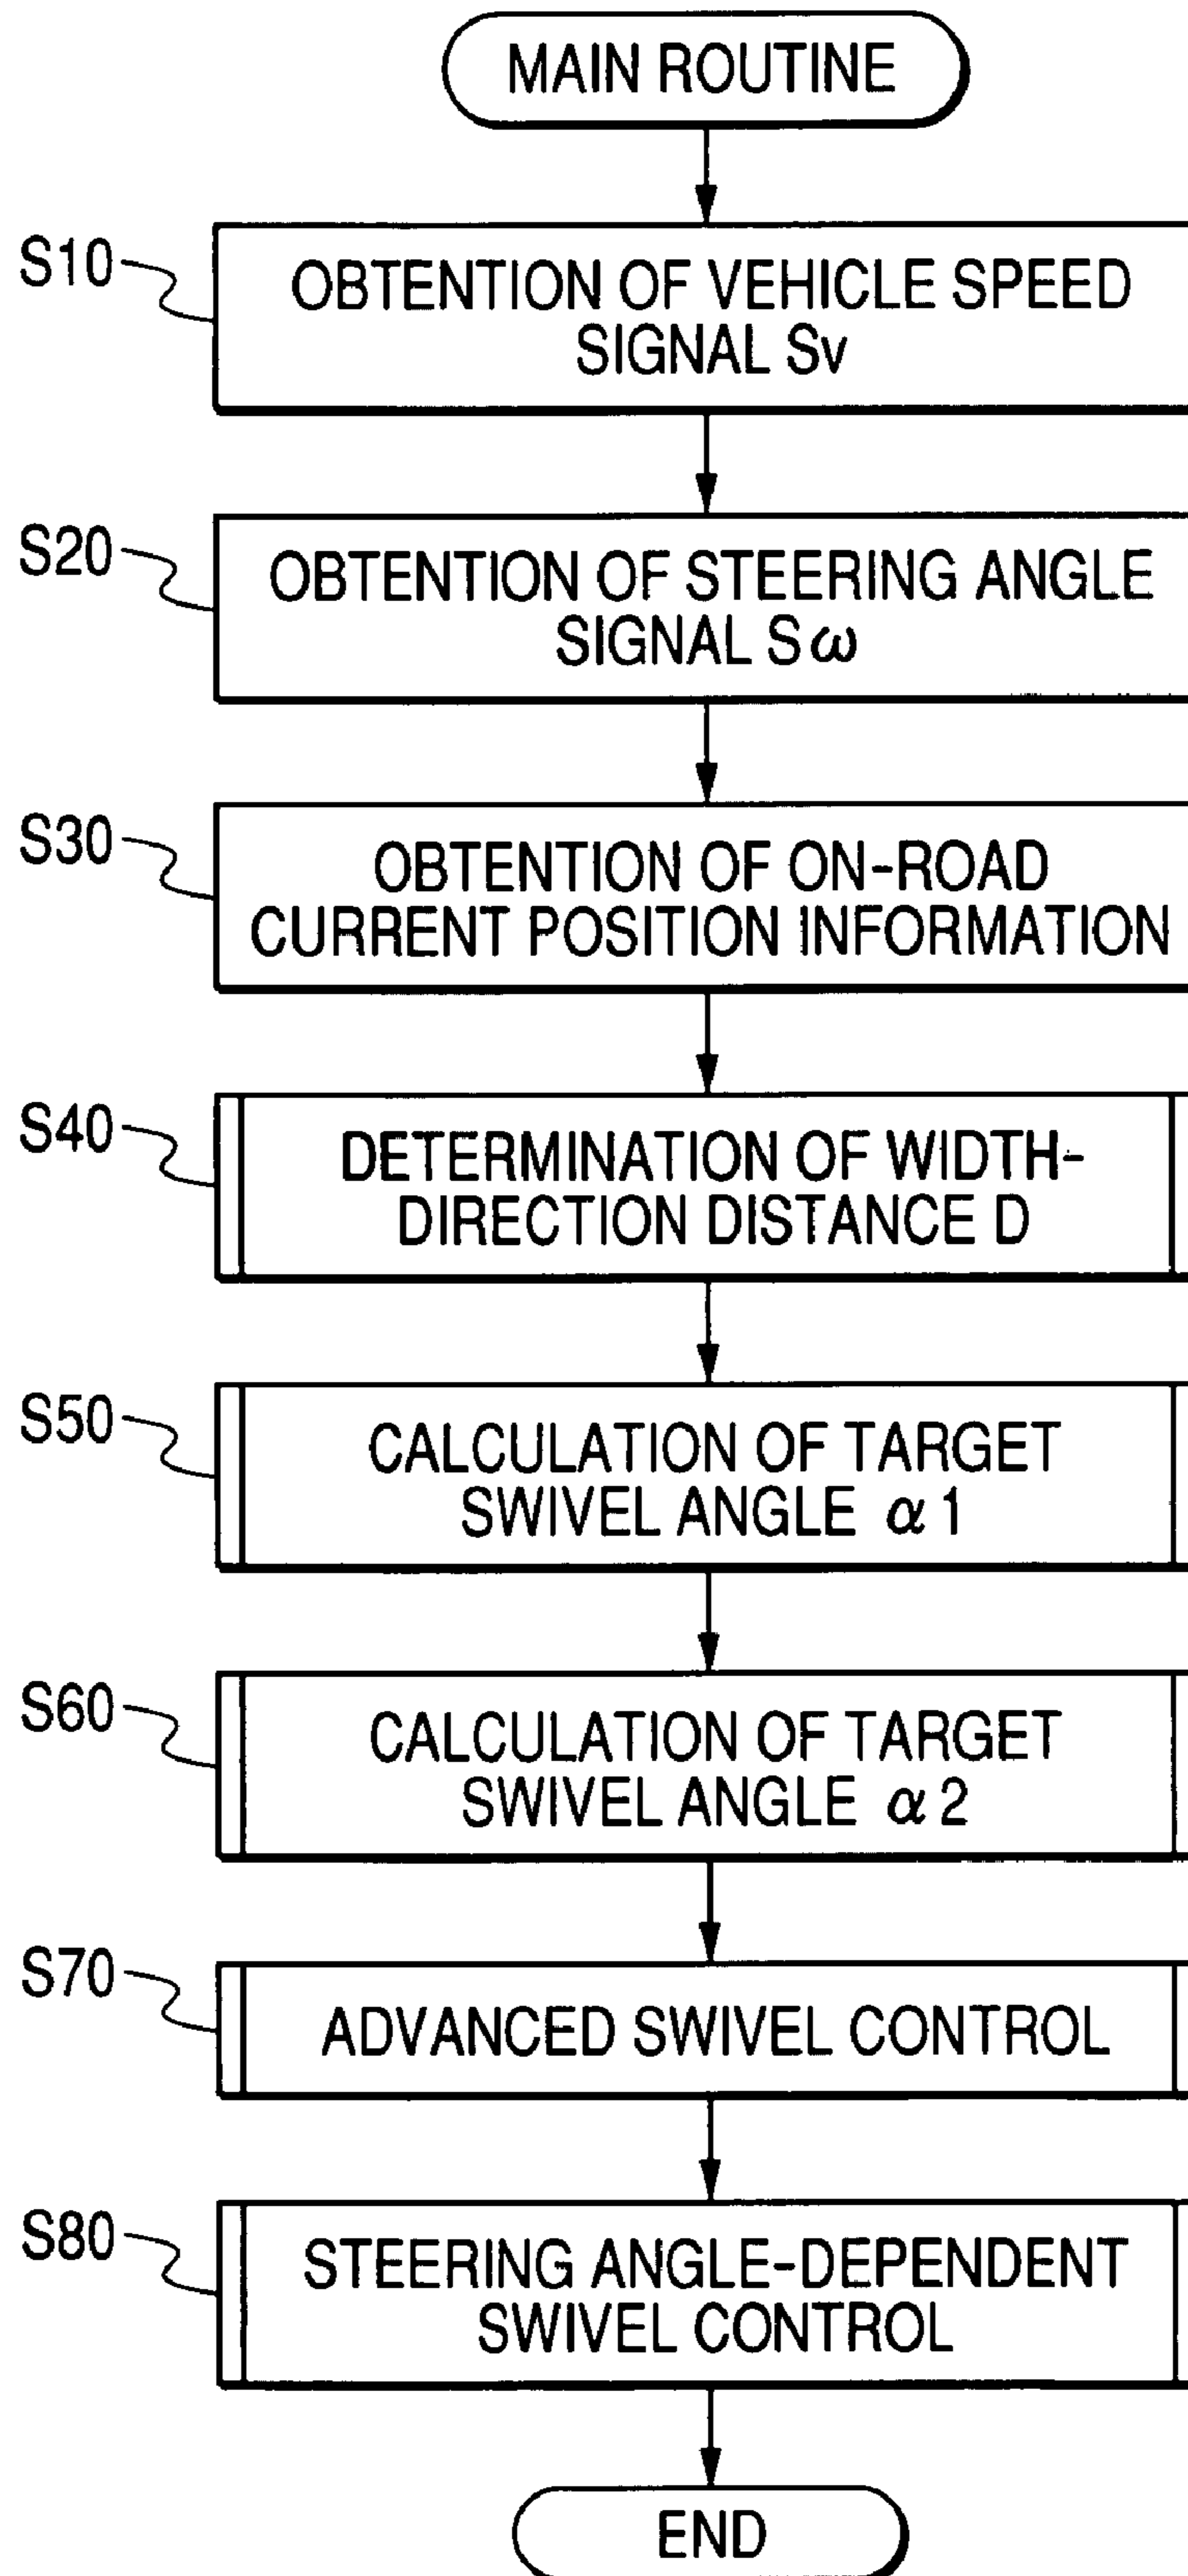 MAIN ROUTINE
S10
OBTENTION OF VEHICLE SPEED
SIGNAL Sv
S20
OBTENTION OF STEERING ANGLE
SIGNAL Sω
S30
OBTENTION OF ON-ROAD
CURRENT POSITION INFORMATION
S40
DETERMINATION OF WIDTH-
DIRECTION DISTANCE D
S50
CALCULATION OF TARGET
SWIVEL ANGLE α1
S60
CALCULATION OF TARGET
SWIVEL ANGLE α2
S70
ADVANCED SWIVEL CONTROL
S80
STEERING ANGLE-DEPENDENT
SWIVEL CONTROL
END